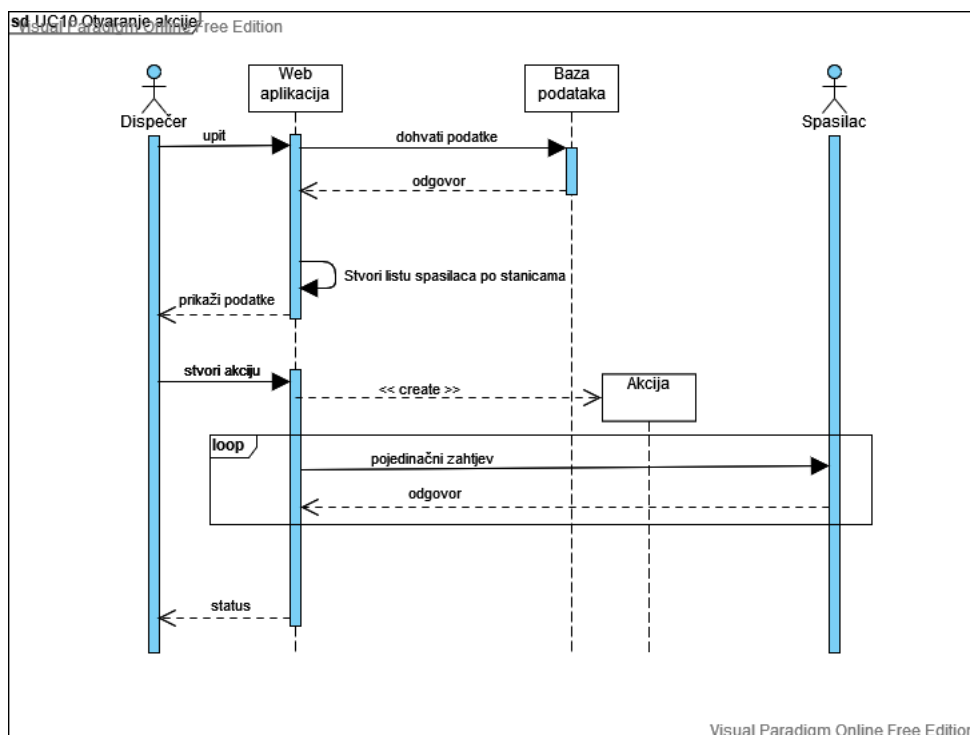 sd UC10 Otvaranje akcije
Visual Paradigm Online Free Edition
Web
aplikacija
Baza
podataka
Dispečer
Spasilac
upit
dohvati podatke
odgovor
Stvori listu spasilaca po stanicama
prikaži podatke
stvori akciju
<< create >>
Akcija
loop
pojedinačni zahtjev
odgovor
status
Visual Paradigm Online Free Edition